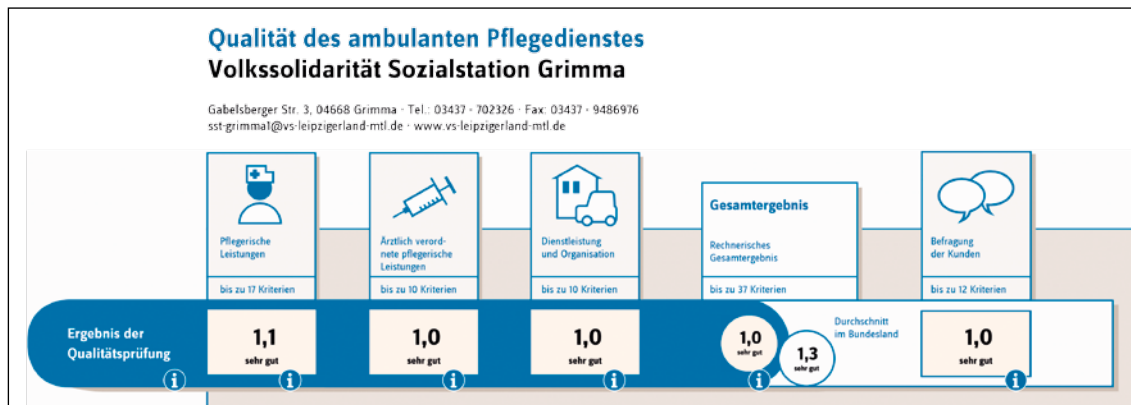 Qualität des ambulanten Pflegedienstes
Volkssolidarität Sozialstation Grimma
Gabelsberger Str. 3, 04668 Grimma · Tel.: 03437 - 702326 · Fax: 03437 - 9486976
sst-grimma1@vs-leipzigerland-mtl.de · www.vs-leipzigerland-mtl.de
Pflegerische
Leistungen
bis zu 17 Kriterien
Ärztlich verord-
nete pflegerische
Leistungen
bis zu 10 Kriterien
Dienstleistung
und Organisation
bis zu 10 Kriterien
Gesamtergebnis
Rechnerisches
Gesamtergebnis
bis zu 37 Kriterien
Befragung
der Kunden
bis zu 12 Kriterien
Ergebnis der
Qualitätsprüfung
i
1,1
sehr gut
i
1,0
sehr gut
i
1,0
sehr gut
i
1,0
sehr gut
i
Durchschnitt
im Bundesland
1,3
sehr gut
1,0
sehr gut
i